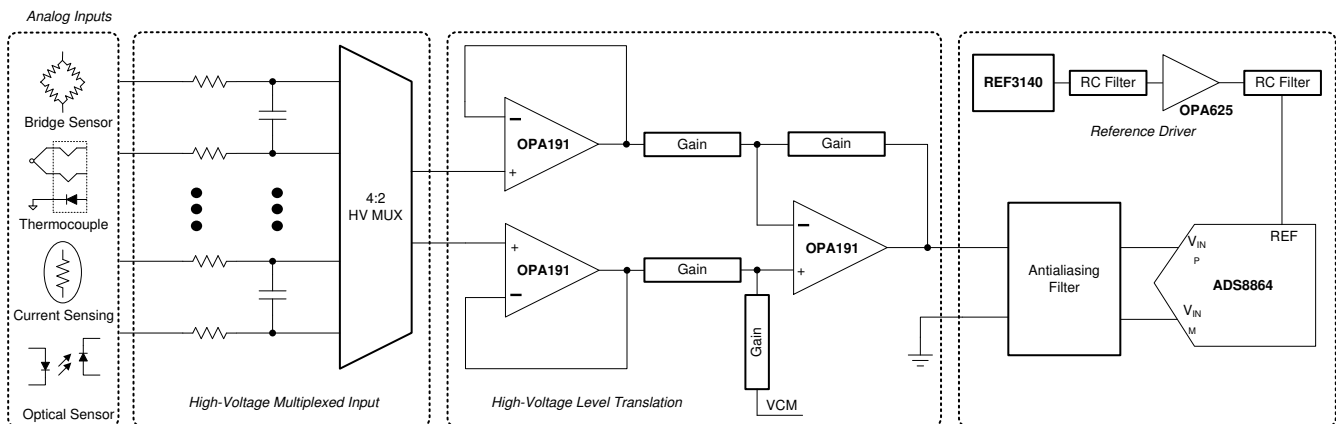 Analog Inputs
Bridge Sensor
Thermocouple
Current Sensing
Optical Sensor
4:2
HV MUX
High-Voltage Multiplexed Input
OPA191
OPA191
Gain
Gain
Gain
Gain
VCM
OPA191
High-Voltage Level Translation
REF3140
RC Filter
OPA625
RC Filter
Reference Driver
Antialiasing
Filter
REF
VIN
P
ADS8864
VIN
M